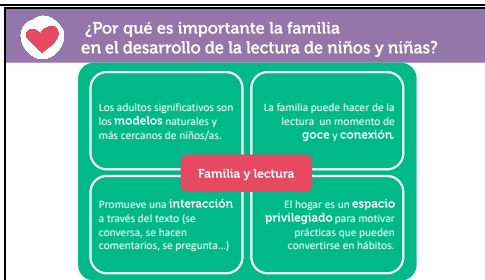 ¿Por qué es importante la familia
en el desarrollo de la lectura de niños y niñas?
Los adultos significativos son
los modelos naturales y
más cercanos de niños/as.
La familia puede hacer de la
lectura un momento de
goce y conexión.
Familia y lectura
Promueve una interacción
a través del texto (se
conversa, se hacen
comentarios, se pregunta...)
El hogar es un espacio
privilegiado para motivar
prácticas que pueden
convertirse en hábitos.